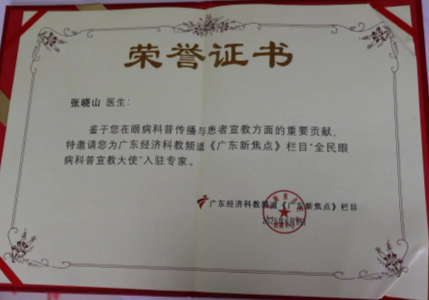 荣誉证书
张晓山 医生:
鉴于您在眼病科普传播与患者宣教方面的重要贡献,
特邀请您为广东经济科教频道《广东新焦点》栏目“全民眼
病科普宣教大使”入驻专家。
广东经济科教频道《广东新焦点》栏目